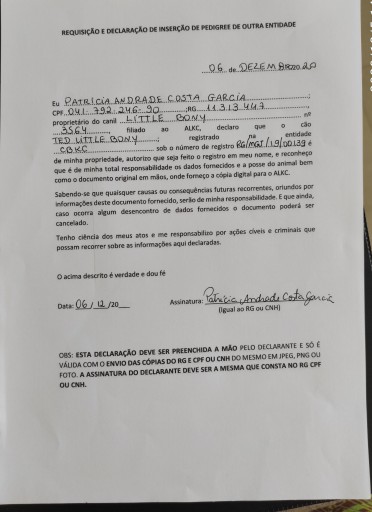 REQUISIÇÃO E DECLARAÇÃO DE INSERÇÃO DE PEDIGREE DE OUTRA ENTIDADE
06 de DEZEMBRO 20
Eu PATRÍCIA ANDRADE COSTA GARCIA
CPF 041.792.246-90 ;RG 11313447,
proprietário do canil LITTLE BONY nº
3564, filiado ao ALKC, declaro que o cão
TED LITTLE BONY, registrado na entidade
CBKC sob o número de registro RG/MGJ/19/00139 é
de minha propriedade, autorizo que seja feito o registro em meu nome, e reconheço
que é de minha total responsabilidade os dados fornecidos e a posse do animal bem
como o documento original em mãos, onde forneço a cópia digital para o ALKC.
Sabendo-se que quaisquer causas ou consequências futuras recorrentes, oriundos por
informações deste documento fornecido, serão de minha responsabilidade. E que ainda,
caso ocorra algum desencontro de dados fornecidos o documento poderá ser
cancelado.
Tenho ciência dos meus atos e me responsabilizo por ações cíveis e criminais que
possam recorrer sobre as informações aqui declaradas.
O acima descrito é verdade e dou fé
Data: 06/12/20 Assinatura: Patrícia Andrade Costa Garcia
(Igual ao RG ou CNH)
OBS: ESTA DECLARAÇÃO DEVE SER PREENCHIDA A MÃO PELO DECLARANTE E SÓ É
VÁLIDA COM O ENVIO DAS CÓPIAS DO RG E CPF OU CNH DO MESMO EM JPEG, PNG OU
FOTO. A ASSINATURA DO DECLARANTE DEVE SER A MESMA QUE CONSTA NO RG CPF
OU CNH.